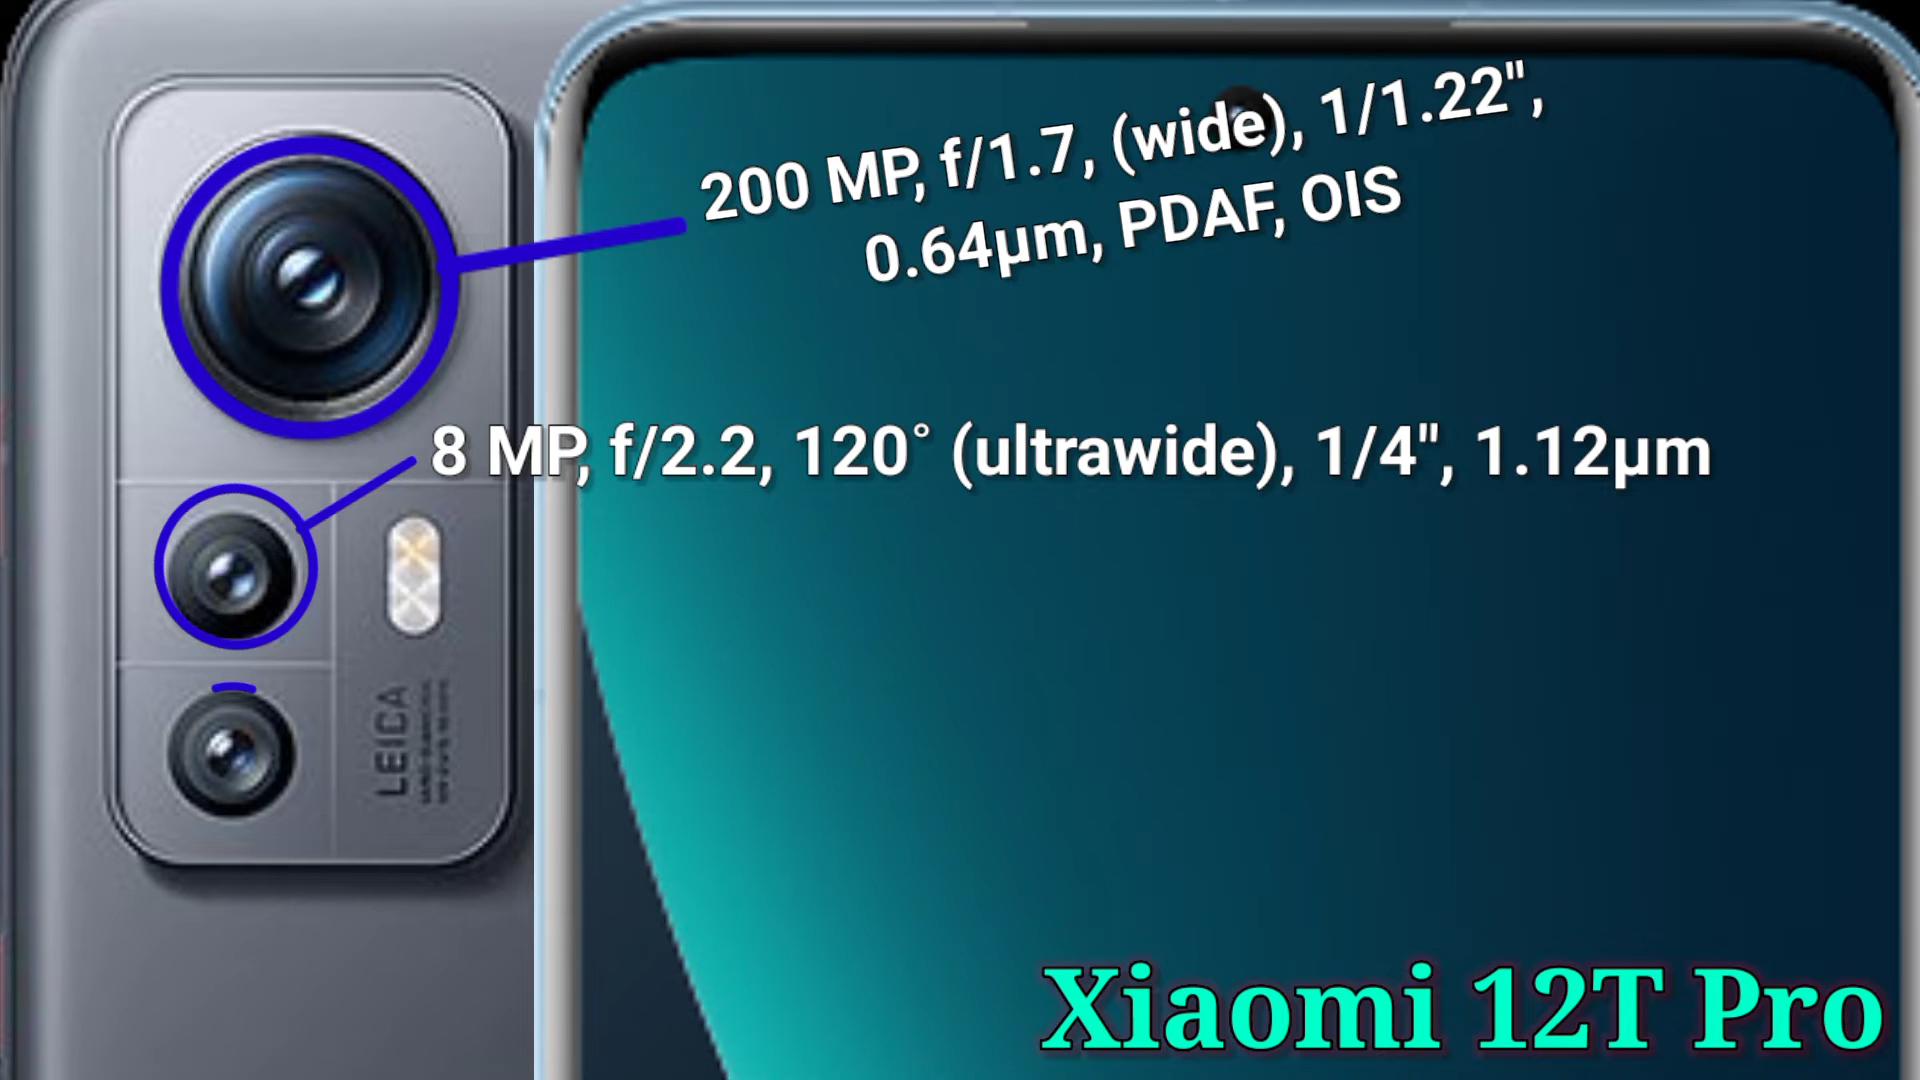 200 MP, f/1.7, (wide), 1/1.22",
0.64µm, PDAF, OIS
8 MP, f/2.2, 120˚ (ultrawide), 1/4", 1.12µm
LEICA
Xiaomi 12T Pro